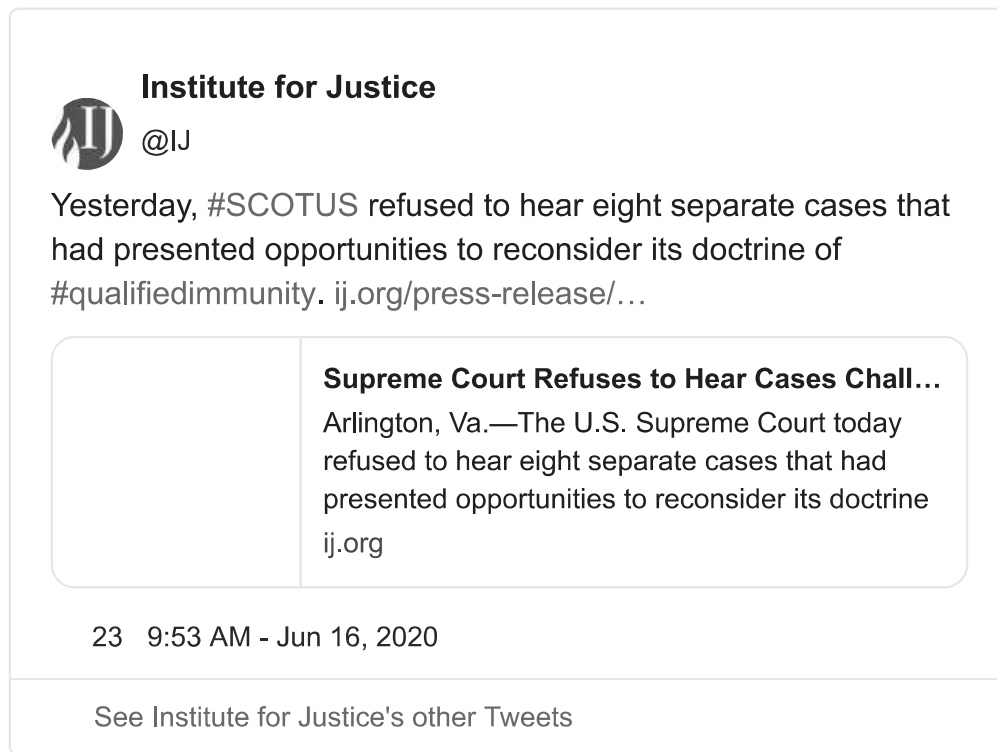 Institute for Justice
IJ
@IJ
Yesterday, #SCOTUS refused to hear eight separate cases that
had presented opportunities to reconsider its doctrine of
#qualifiedimmunity. ij.org/press-release/…
Supreme Court Refuses to Hear Cases Chall…
Arlington, Va.—The U.S. Supreme Court today
refused to hear eight separate cases that had
presented opportunities to reconsider its doctrine
ij.org
23 9:53 AM - Jun 16, 2020
See Institute for Justice's other Tweets